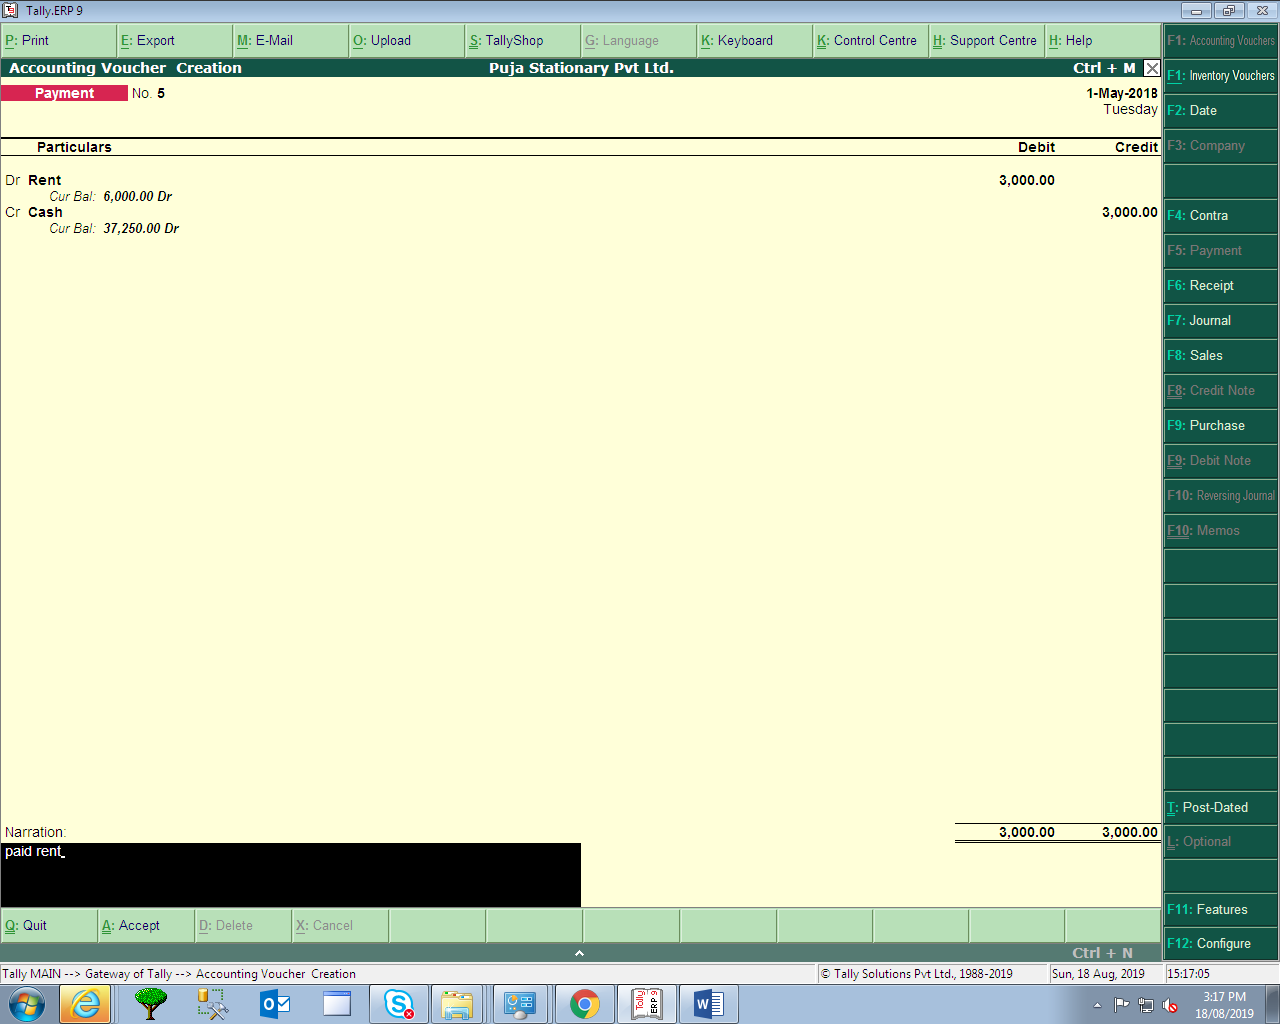 Tally.ERP 9
P: Print E: Export M: E-Mail O: Upload S: TallyShop G: Language K: Keyboard K: Control Centre H: Support Centre H: Help
Accounting Voucher Creation Puja Stationary Pvt Ltd. Ctrl + M
Payment No. 5 1-May-2018
Tuesday
Particulars Debit Credit
Dr Rent 3,000.00
Cur Bal: 6,000.00 Dr
Cr Cash 3,000.00
Cur Bal: 37,250.00 Dr
Narration: 3,000.00 3,000.00
paid rent
Q: Quit A: Accept D: Delete X: Cancel
Ctrl + N
F1: Accounting Vouchers
F1: Inventory Vouchers
F2: Date
F3: Company
F4: Contra
F5: Payment
F6: Receipt
F7: Journal
F8: Sales
F8: Credit Note
F9: Purchase
F9: Debit Note
F10: Reversing Journal
F10: Memos
T: Post-Dated
L: Optional
F11: Features
F12: Configure
Tally MAIN --> Gateway of Tally --> Accounting Voucher Creation © Tally Solutions Pvt Ltd., 1988-2019 Sun, 18 Aug, 2019 15:17:05
Tally ERP 9
3:17 PM
18/08/2019